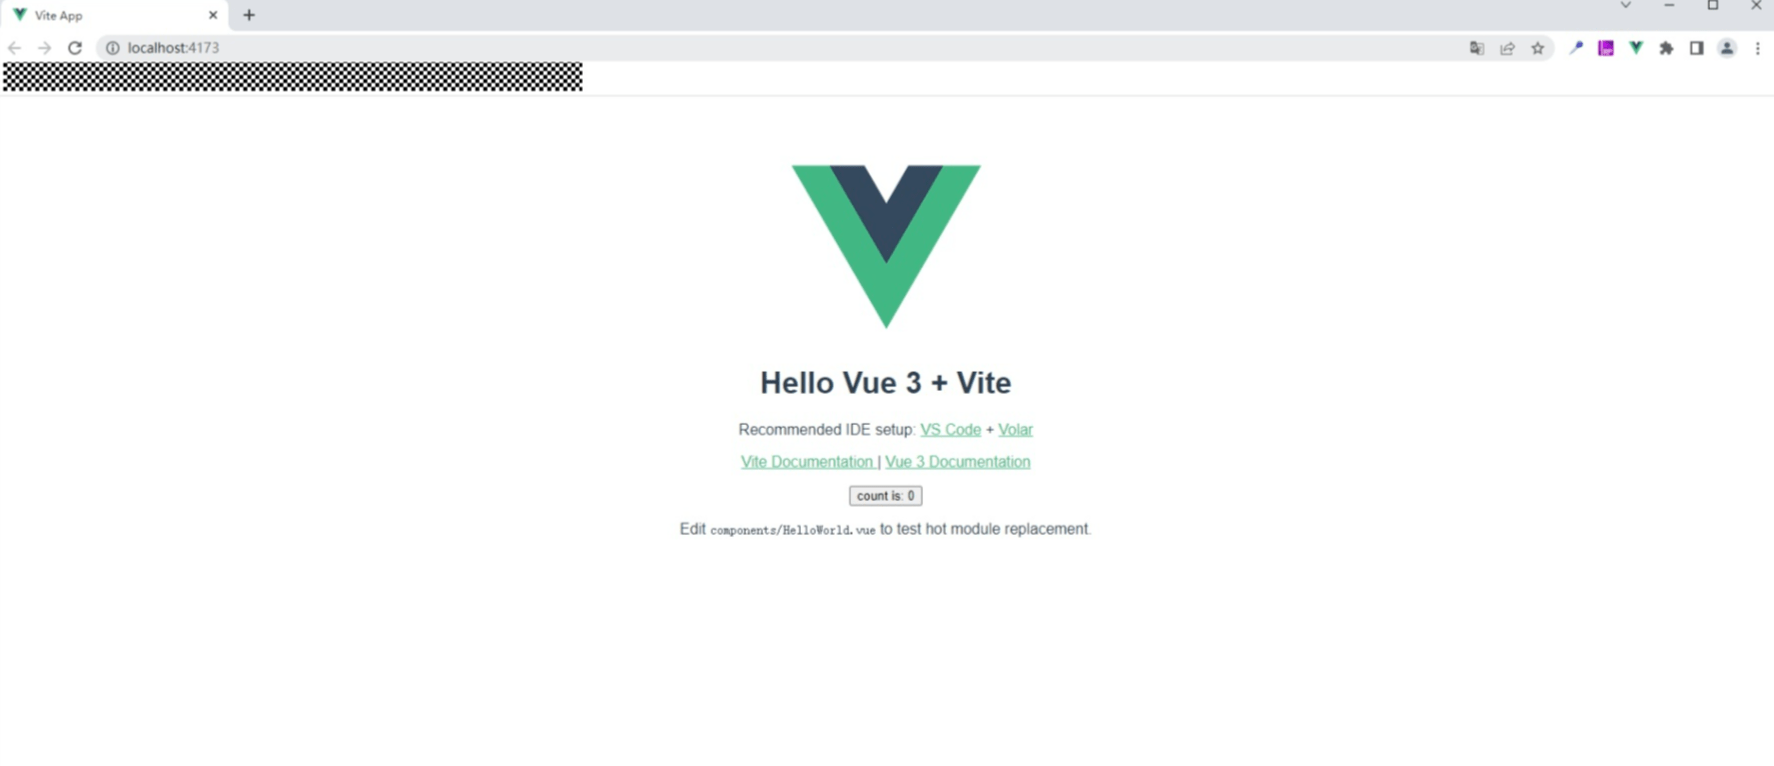 Vite App
localhost:4173
Hello Vue 3 + Vite
Recommended IDE setup: VS Code + Volar
Vite Documentation | Vue 3 Documentation
count is: 0
Edit components/HelloWorld.vue to test hot module replacement.